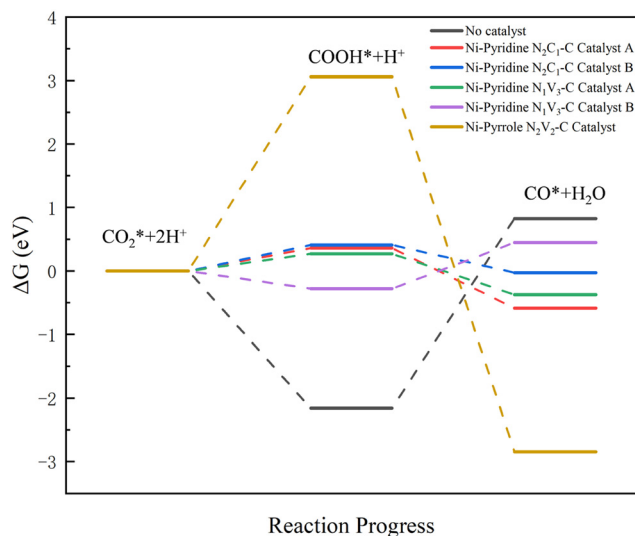 No catalyst
Ni-Pyridine N₂C₁-C Catalyst A
Ni-Pyridine N₂C₁-C Catalyst B
Ni-Pyridine N₁V₃-C Catalyst A
Ni-Pyridine N₁V₃-C Catalyst B
Ni-Pyrrole N₂V₂-C Catalyst
COOH*+H⁺
CO₂*+2H⁺
CO*+H₂O
4
3
2
1
0
-1
-2
-3
ΔG (eV)
Reaction Progress